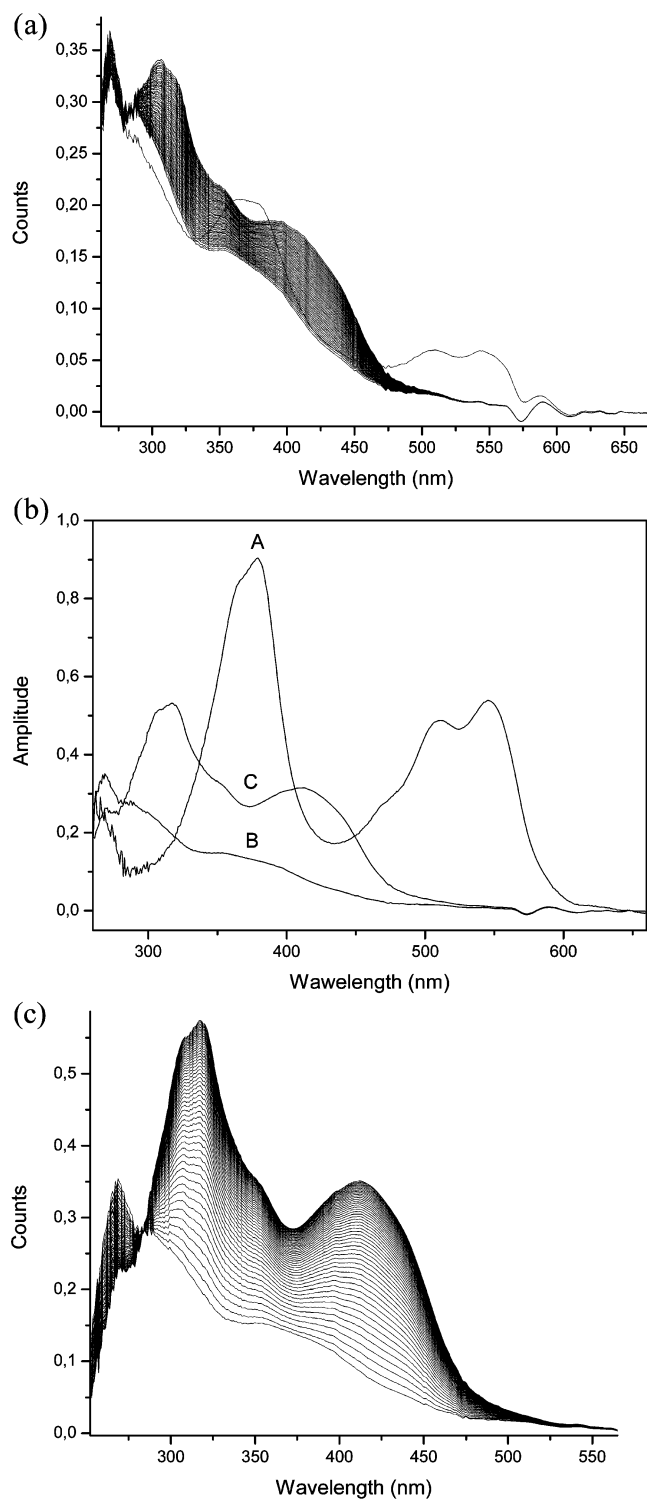 (a)
0,35
0,30
0,25
0,20
0,15
0,10
0,05
0,00
Counts
300 350 400 450 500 550 600 650
Wavelength (nm)
(b)
1,0
0,8
0,6
0,4
0,2
0,0
Amplitude
A
C
B
300 400 500 600
Wawelength (nm)
(c)
0,5
0,4
0,3
0,2
0,1
0,0
Counts
300 350 400 450 500 550
Wavelength (nm)